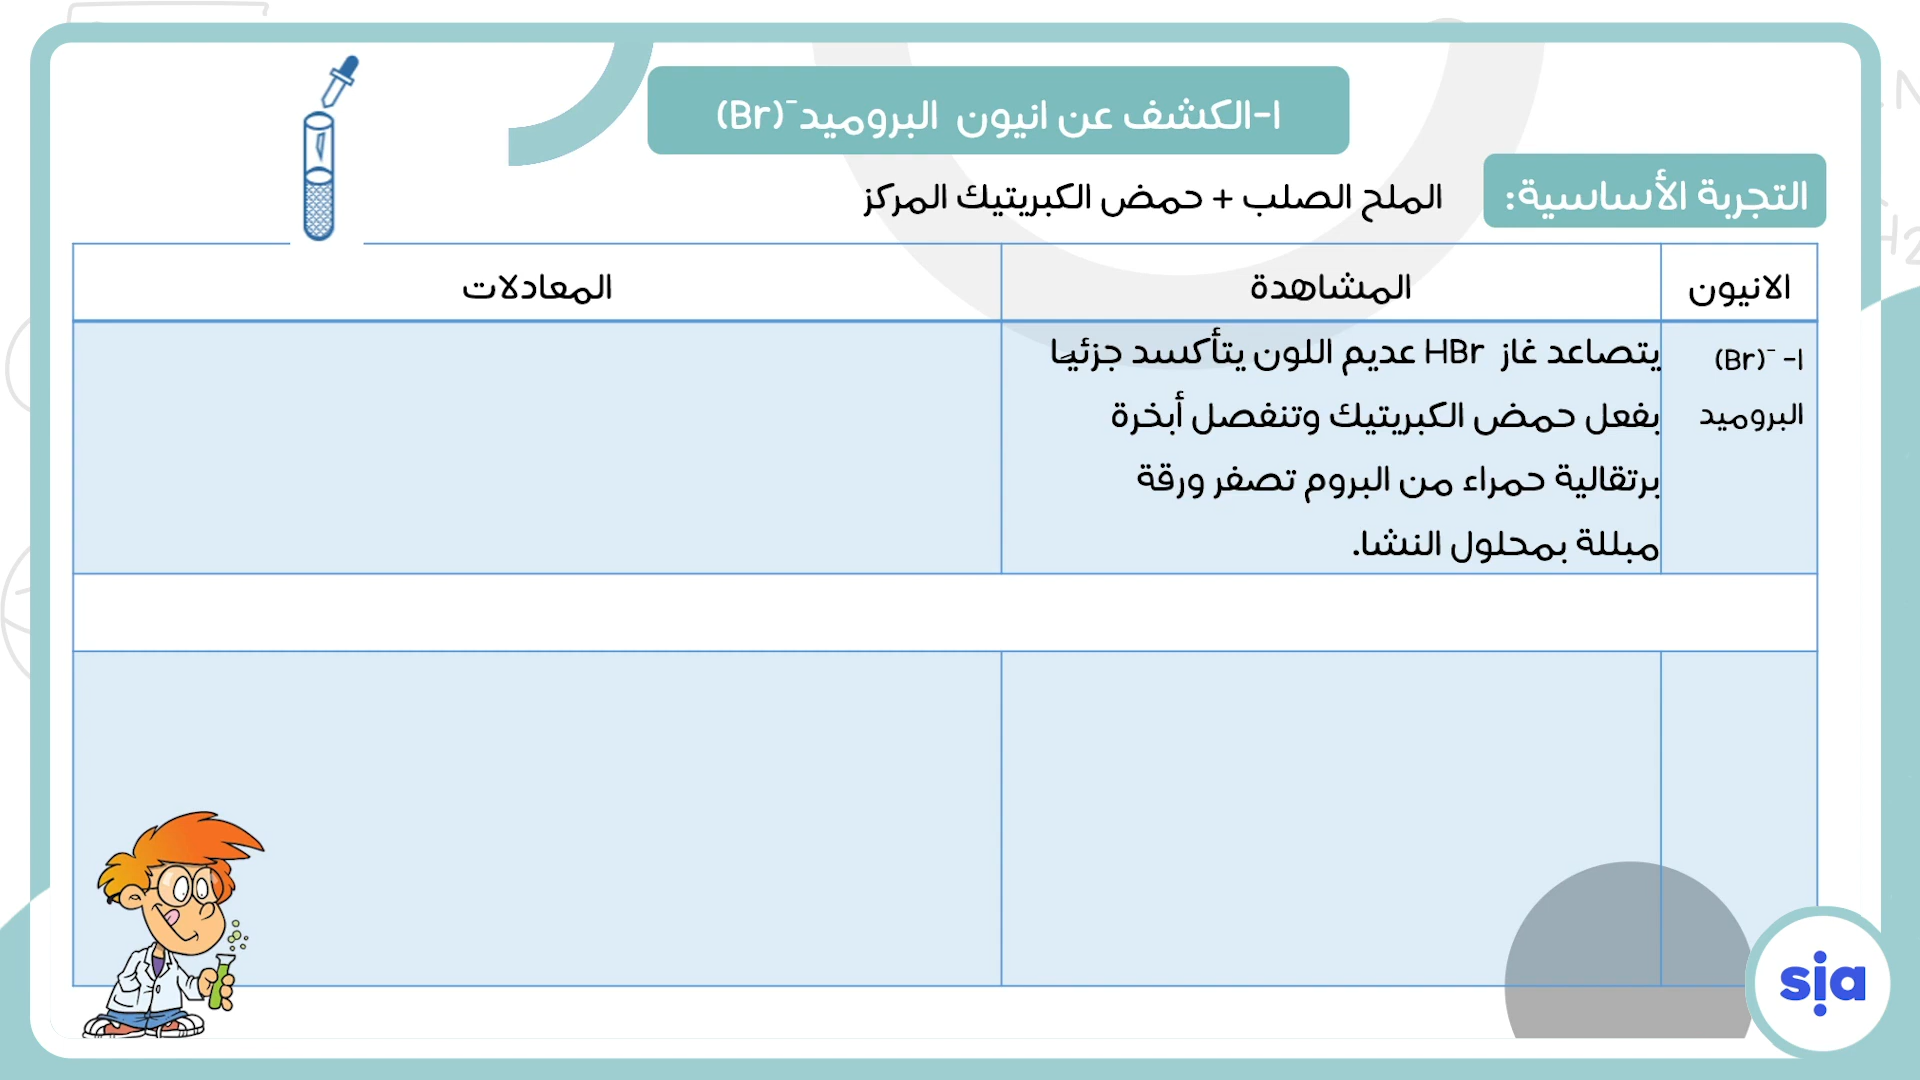 ١-الكشف عن انيون البروميد⁻(Br)
التجربة الأساسية:
الملح الصلب + حمض الكبريتيك المركز
الانيون
المشاهدة
المعادلات
١- ⁻(Br)
البروميد
يتصاعد غاز HBr عديم اللون يتأكسد جزئيا
بفعل حمض الكبريتيك وتنفصل أبخرة
برتقالية حمراء من البروم تصفر ورقة
مبللة بمحلول النشا.
sia